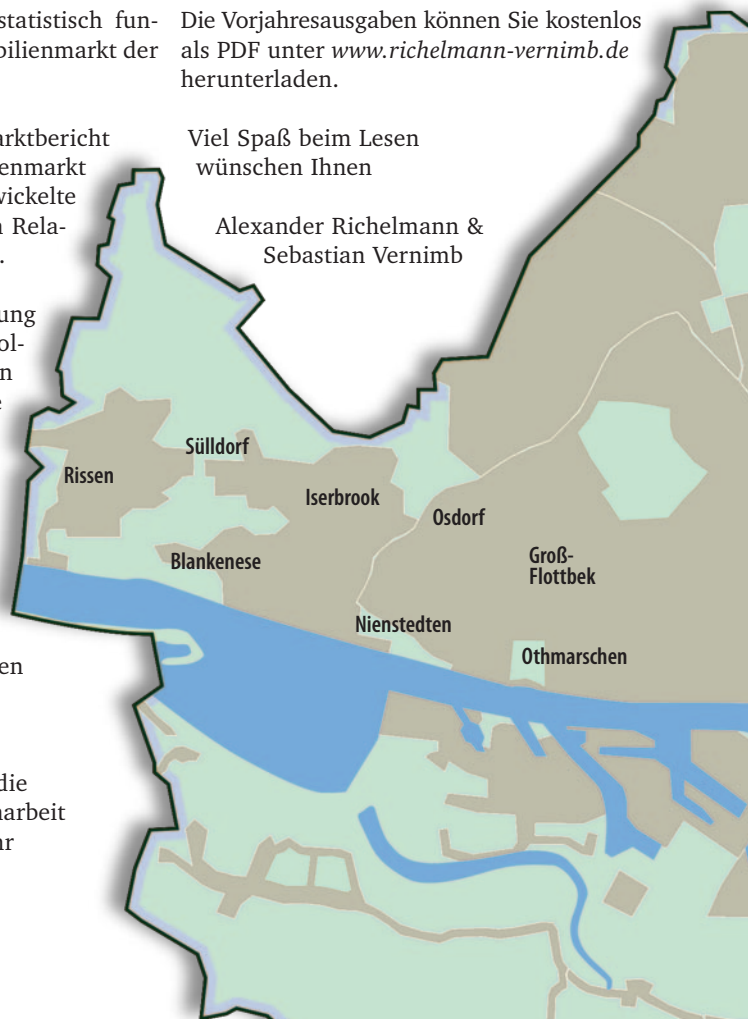 statistisch fun-
bilienmarkt der
arktbericht
enmarkt
wickelte
n Rela-
.
ung
ol-
n
e
en
die
narbeit
hr
Die Vorjahresausgaben können Sie kostenlos
als PDF unter www.richelmann-vernimb.de
herunterladen.
Viel Spaß beim Lesen
wünschen Ihnen
Alexander Richelmann &
Sebastian Vernimb
Sülldorf
Rissen
Iserbrook
Osdorf
Blankenese
Groß-
Flottbek
Nienstedten
Othmarschen